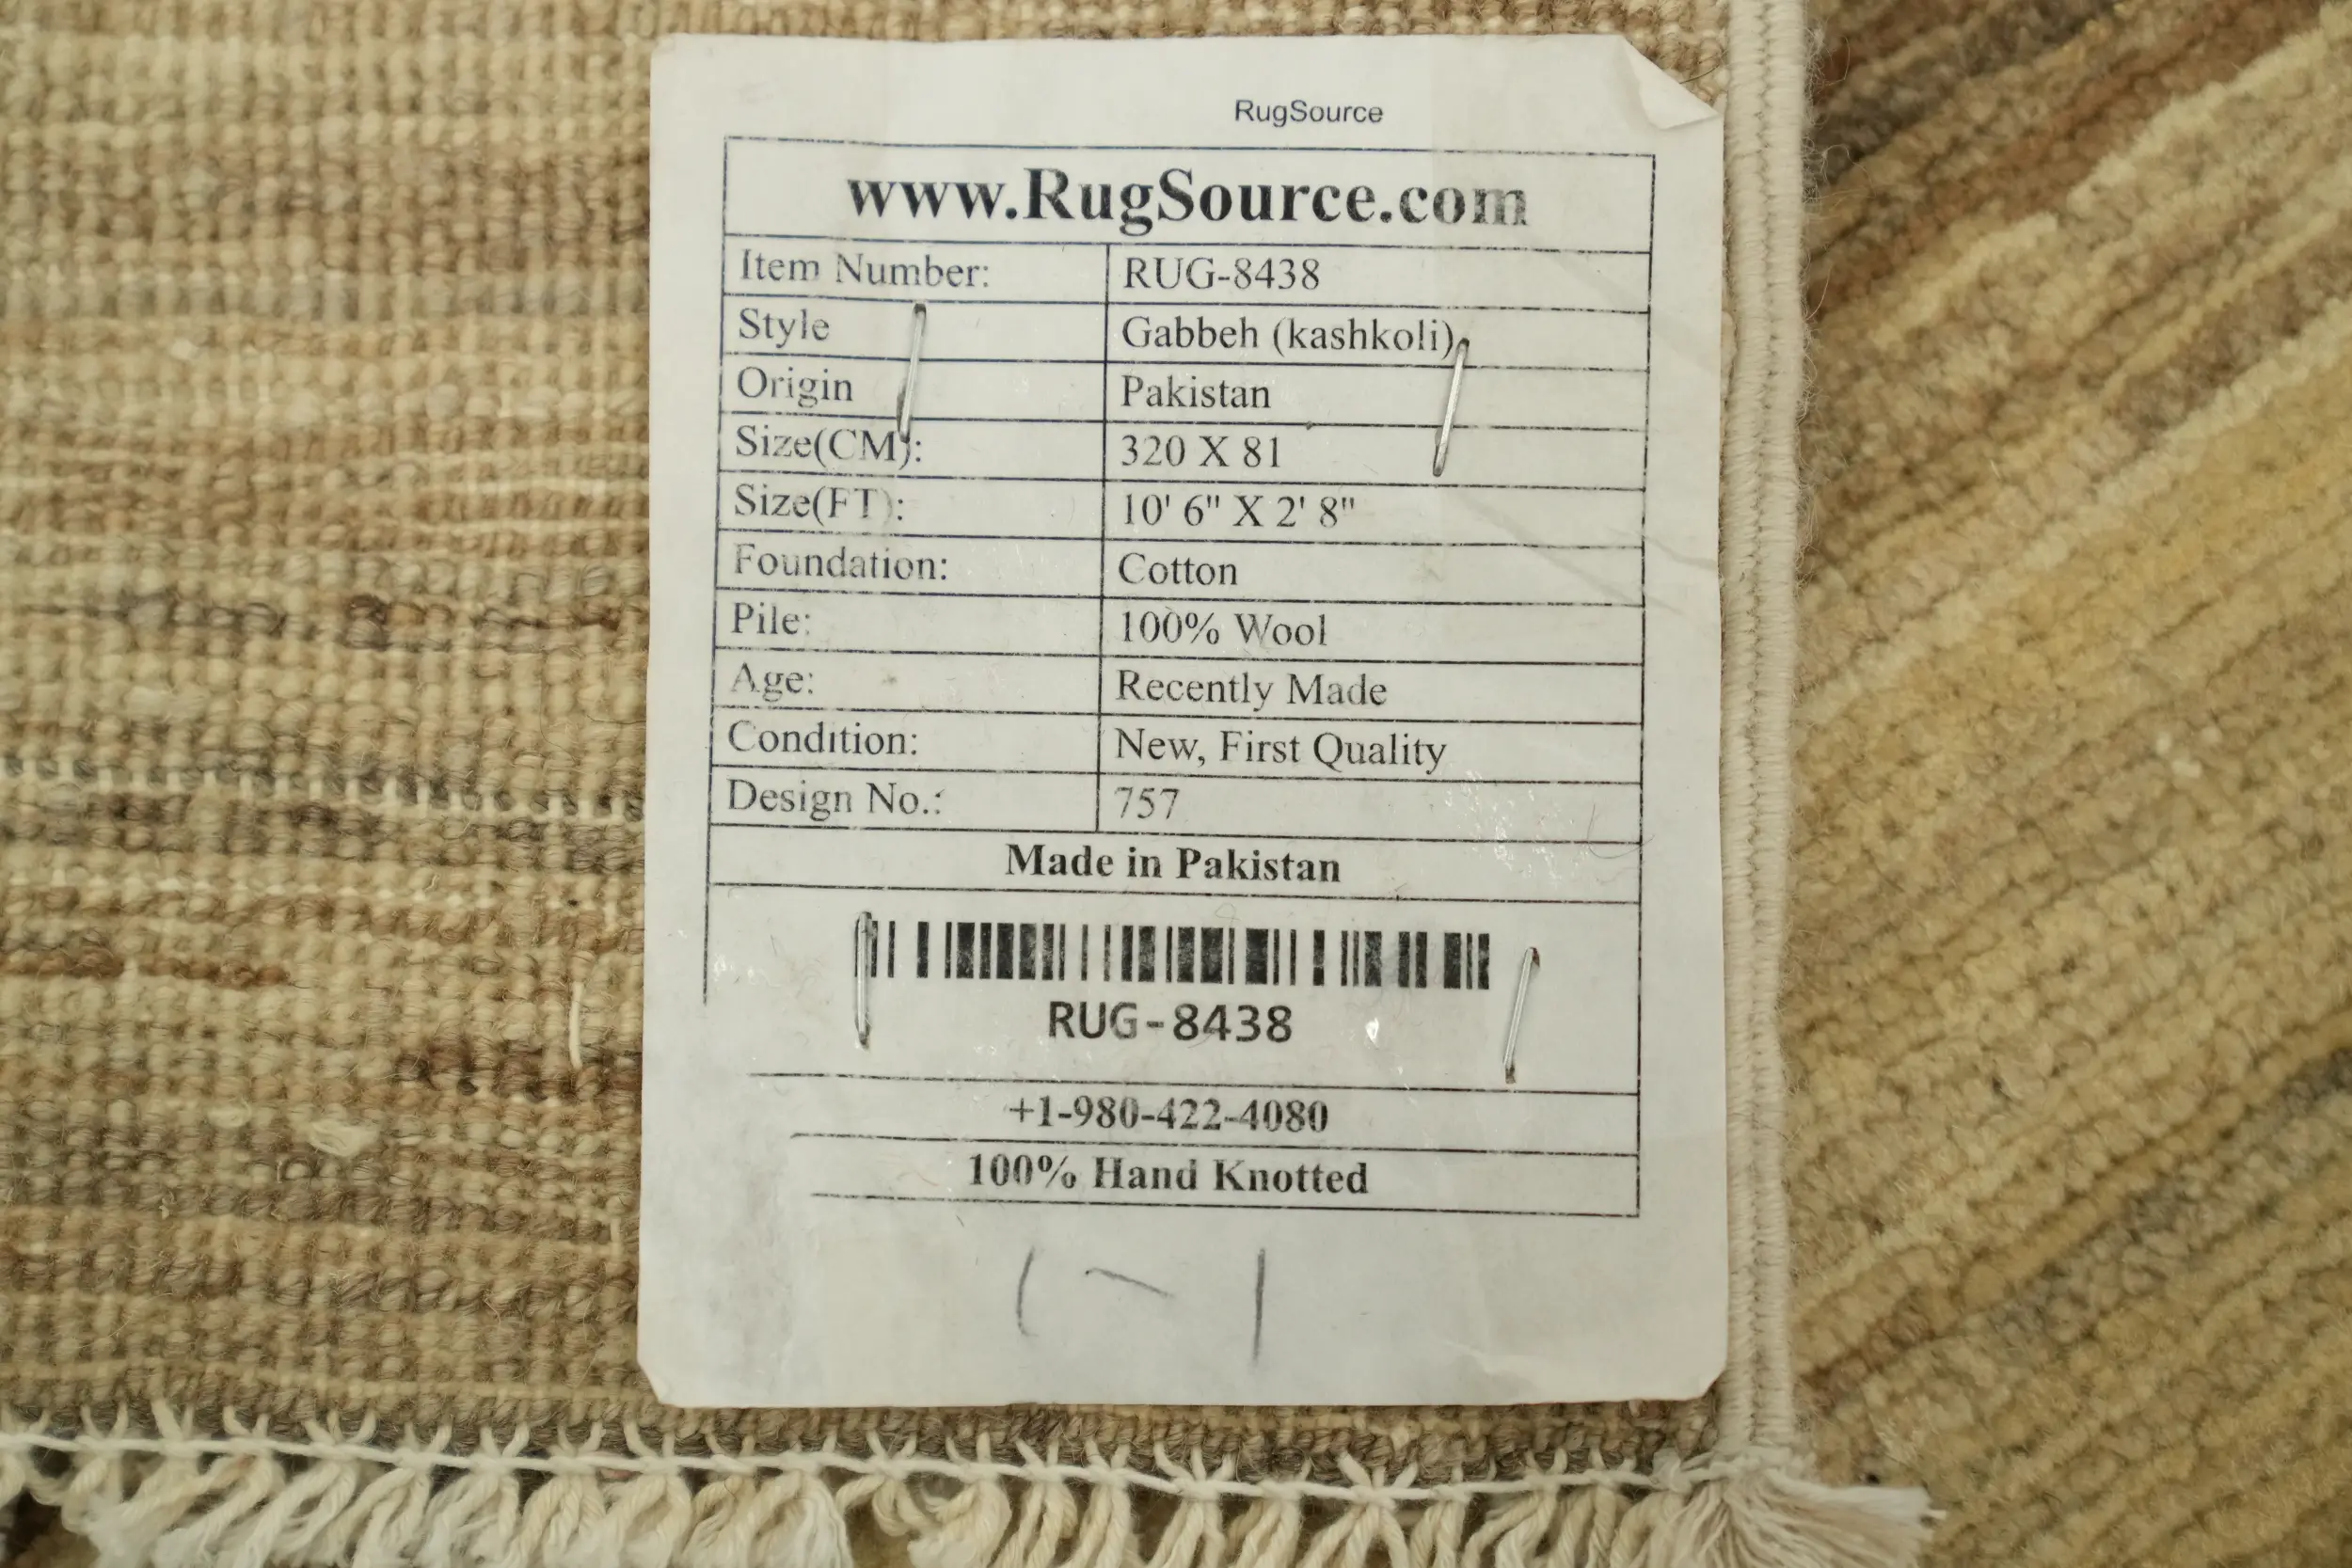 RugSource
www.RugSource.com
Item Number: RUG-8438
Style Gabbeh (kashkoli)
Origin Pakistan
Size(CM): 320 X 81
Size(FT): 10' 6" X 2' 8"
Foundation: Cotton
Pile: 100% Wool
Age: Recently Made
Condition: New, First Quality
Design No.: 757
Made in Pakistan
RUG-8438
+1-980-422-4080
100% Hand Knotted
1-1